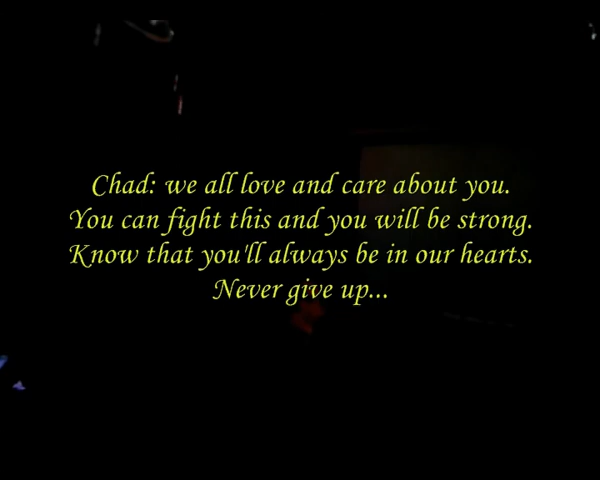 Chad: we all love and care about you.
You can fight this and you will be strong.
Know that you'll always be in our hearts.
Never give up...